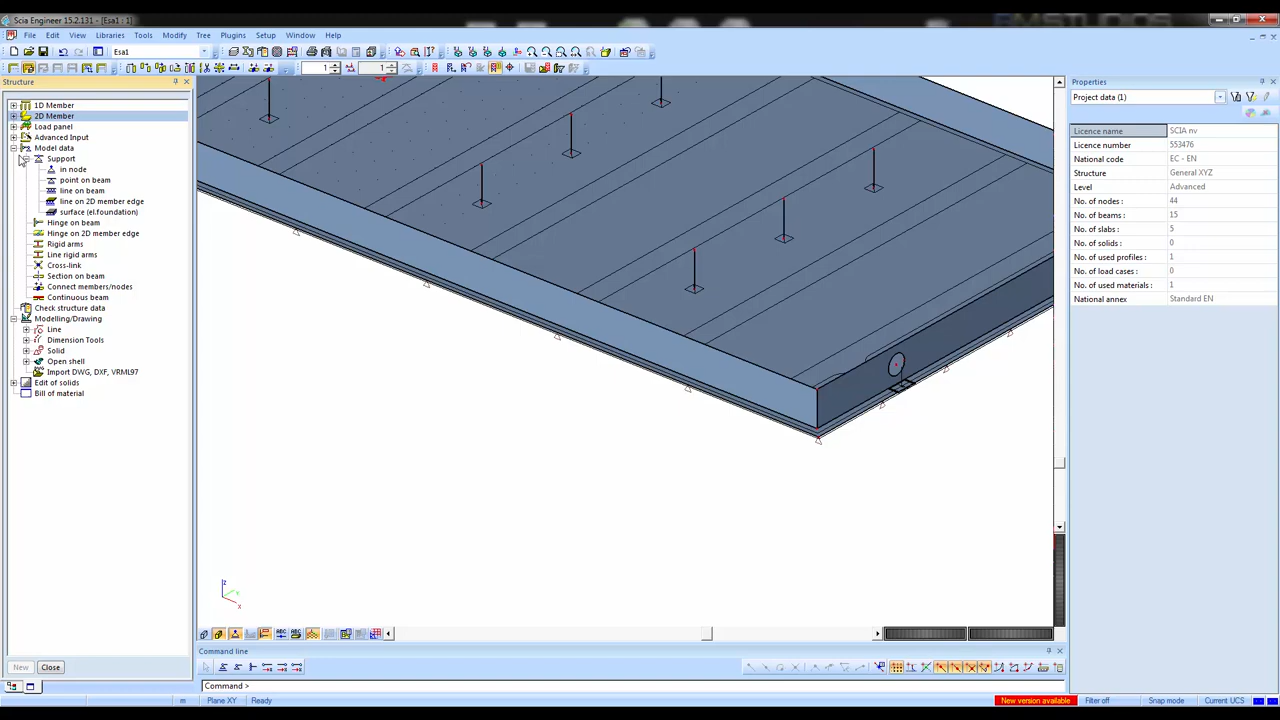 Scia Engineer 15.2.131 - [Esa1 : 1]
File Edit View Libraries Tools Modify Tree Plugins Setup Window Help
Esa1
1 1
Structure
1D Member
2D Member
Load panel
Advanced Input
Model data
Support
in node
point on beam
line on beam
line on 2D member edge
surface (el.foundation)
Hinge on beam
Hinge on 2D member edge
Rigid arms
Line rigid arms
Cross-link
Section on beam
Connect members/nodes
Continuous beam
Check structure data
Modelling/Drawing
Line
Dimension Tools
Solid
Open shell
Import DWG, DXF, VRML97
Edit of solids
Bill of material
New Close
z
x
Properties
Project data (1)
Licence name SCIA nv
Licence number 553476
National code EC - EN
Structure General XYZ
Level Advanced
No. of nodes: 44
No. of beams: 15
No. of slabs: 5
No. of solids: 0
No. of used profiles: 1
No. of load cases: 0
No. of used materials: 1
National annex Standard EN
Command line
Command >
m Plane XY Ready New version available Filter off Snap mode Current UCS